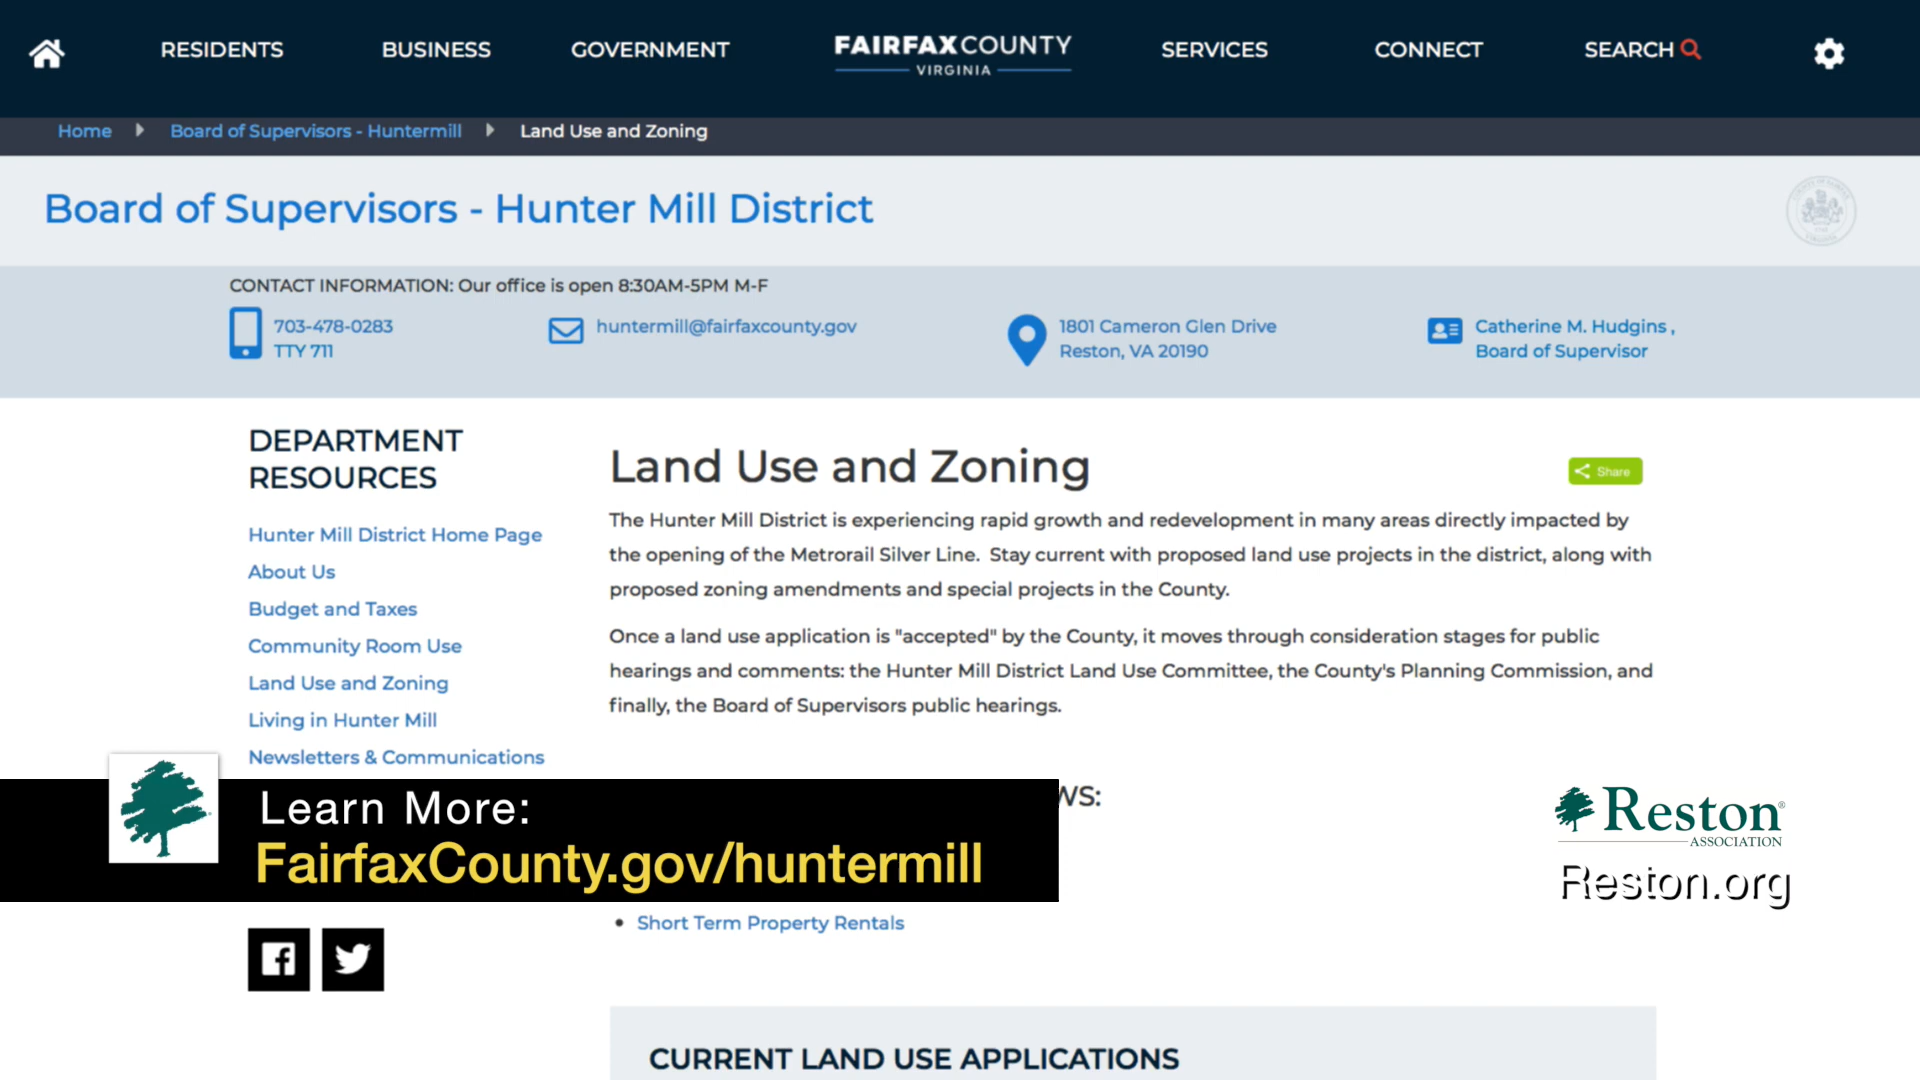 RESIDENTS
BUSINESS
GOVERNMENT
FAIRFAX COUNTY
VIRGINIA
SERVICES
CONNECT
SEARCH
Home
Board of Supervisors - Huntermill
Land Use and Zoning
Board of Supervisors - Hunter Mill District
CONTACT INFORMATION: Our office is open 8:30AM-5PM M-F
703-478-0283
TTY 711
huntermill@fairfaxcounty.gov
1801 Cameron Glen Drive
Reston, VA 20190
Catherine M. Hudgins ,
Board of Supervisor
DEPARTMENT
RESOURCES
Hunter Mill District Home Page
About Us
Budget and Taxes
Community Room Use
Land Use and Zoning
Living in Hunter Mill
Newsletters & Communications
Land Use and Zoning
Share
The Hunter Mill District is experiencing rapid growth and redevelopment in many areas directly impacted by
the opening of the Metrorail Silver Line. Stay current with proposed land use projects in the district, along with
proposed zoning amendments and special projects in the County.
Once a land use application is "accepted" by the County, it moves through consideration stages for public
hearings and comments: the Hunter Mill District Land Use Committee, the County's Planning Commission, and
finally, the Board of Supervisors public hearings.
WS:
Learn More:
FairfaxCounty.gov/huntermill
Reston®
ASSOCIATION
Reston.org
• Short Term Property Rentals
CURRENT LAND USE APPLICATIONS